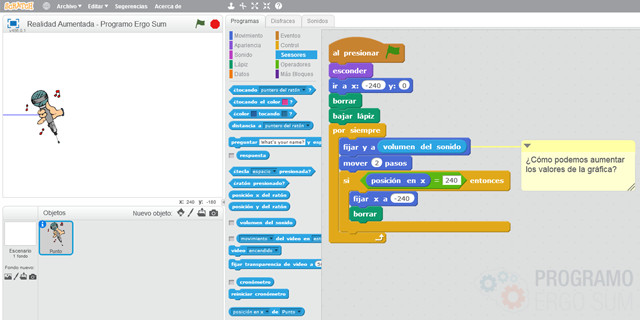 SCRATCH
Archivo▼ Editar▼ Sugerencias Acerca de
Realidad Aumentada - Programo Ergo Sum
X: 240 Y: -165
Objetos
Nuevo objeto:
Escenario
1 fondo
Fondo nuevo:
Punto
Programas
Disfraces
Sonidos
Movimiento
Eventos
Apariencia
Control
Sonido
Sensores
Lápiz
Operadores
Datos
Más Bloques
¿tocando puntero del ratón ?
¿tocando el color ?
¿color tocando ?
distancia a puntero del ratón
preguntar What's your name? y esp
respuesta
¿tecla espacio presionada?
¿ratón presionado?
posición x del ratón
posición y del ratón
volumen del sonido
movimiento del video en
video encendido
fijar transparencia de video a
cronómetro
reiniciar cronómetro
posición en x de Punto
al presionar
esconder
ir a x: -240 y: 0
borrar
bajar lápiz
por siempre
fijar y a volumen del sonido
mover 2 pasos
si posición en x = 240 entonces
fijar x a -240
borrar
¿Cómo podemos aumentar
los valores de la gráfica?
PROGRAMO
ERGO SUM